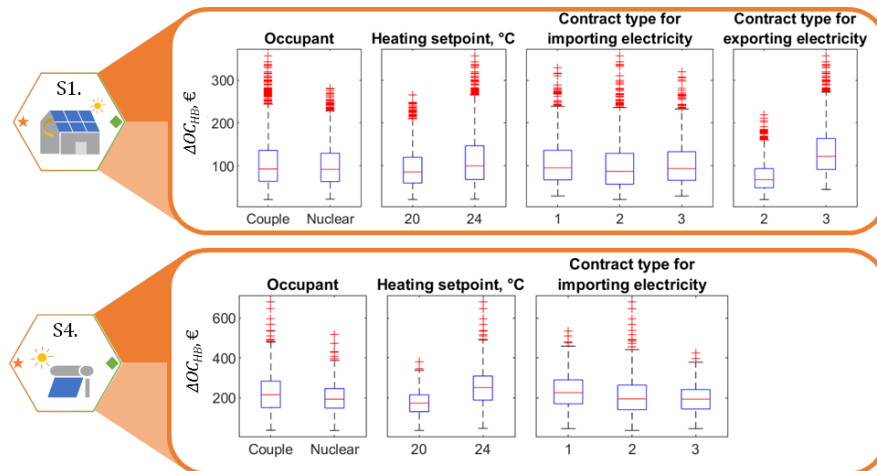 S1.
Occupant
Heating setpoint, °C
Contract type for
importing electricity
Contract type for
exporting electricity
ΔOC_HB, €
300
200
100
Couple Nuclear
20 24
1 2 3
2 3
S4.
Occupant
Heating setpoint, °C
Contract type for
importing electricity
ΔOC_HB, €
600
400
200
Couple Nuclear
20 24
1 2 3